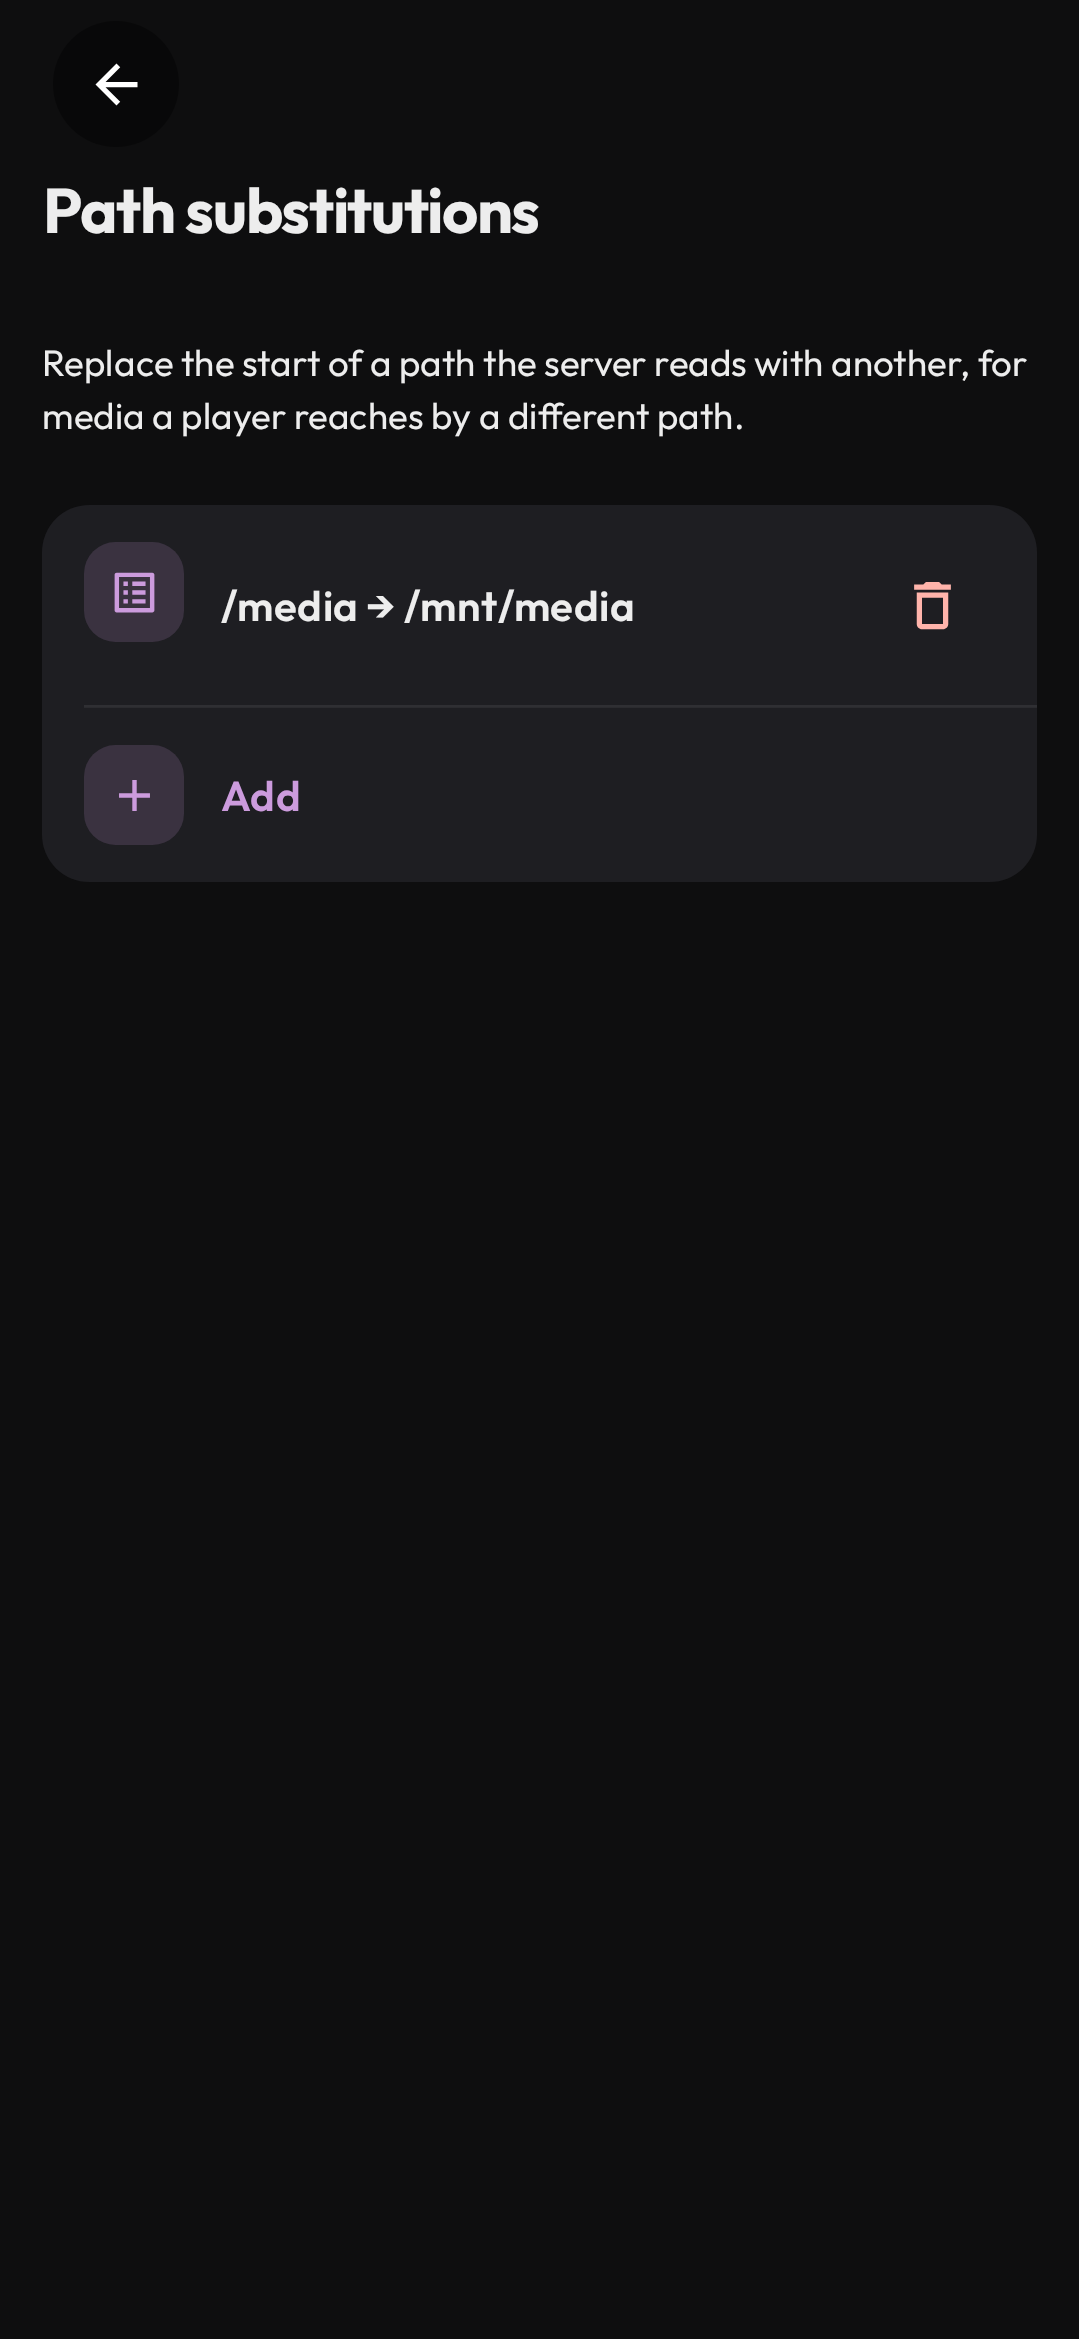 Path substitutions
Replace the start of a path the server reads with another, for
media a player reaches by a different path.
/media → /mnt/media
Add